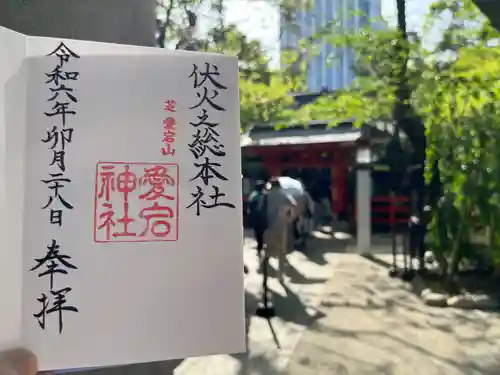 伏火之総本山
芝愛宕山
愛宕
神社
令和六年卯月二十八日
奉拝